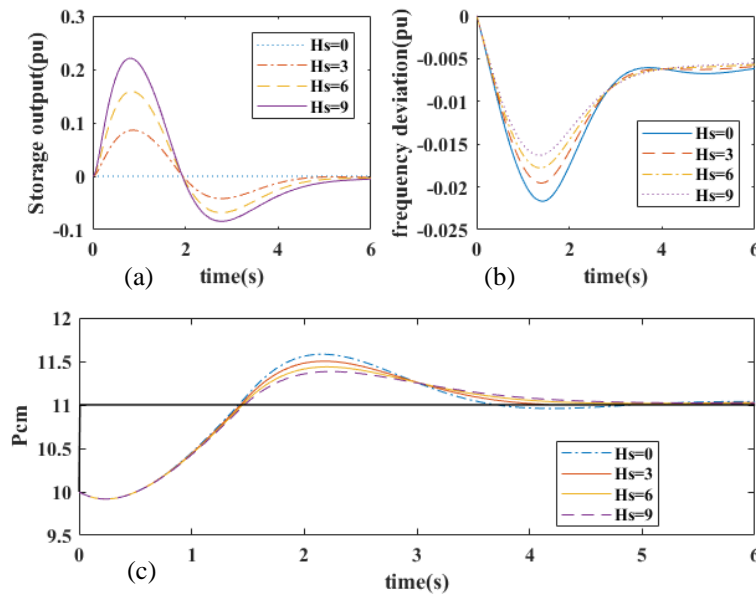 0.3
0.2
0.1
0
-0.1
Storage output(pu)
Hs=0
Hs=3
Hs=6
Hs=9
0 2 4 6
(a) time(s)
0
-0.005
-0.01
-0.015
-0.02
-0.025
frequency deviation(pu)
Hs=0
Hs=3
Hs=6
Hs=9
0 2 4 6
(b) time(s)
12
11.5
11
10.5
10
9.5
Pcm
Hs=0
Hs=3
Hs=6
Hs=9
0 1 2 3 4 5 6
(c) time(s)